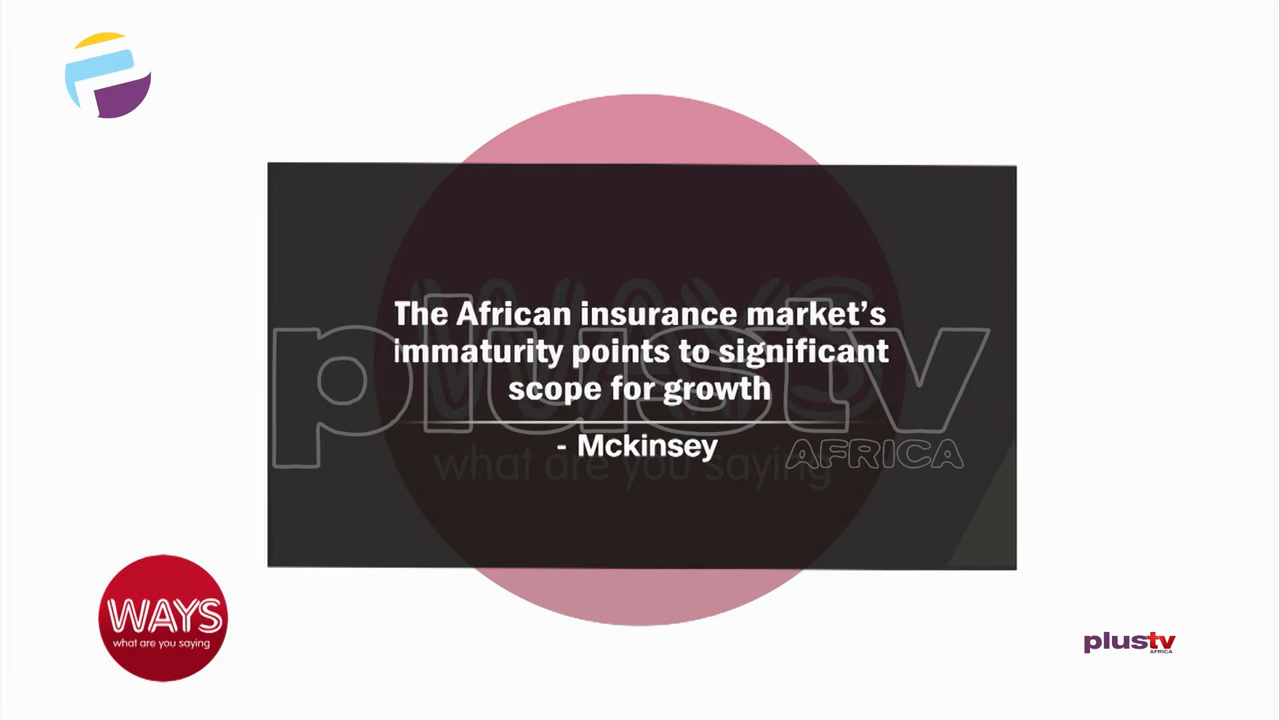 The African insurance market's
immaturity points to significant
scope for growth
- Mckinsey
plustv
AFRICA
WAYS
what are you saying
WAYS
what are you saying
plustv
AFRICA